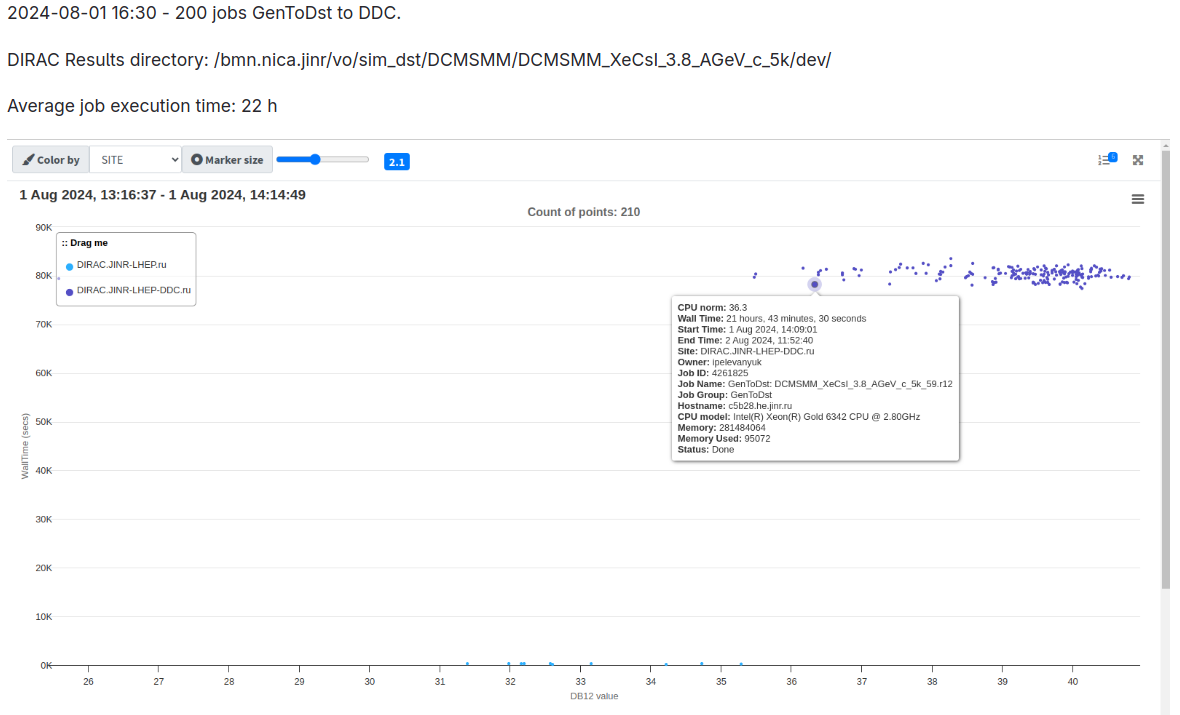 2024-08-01 16:30 - 200 jobs GenToDst to DDC.
DIRAC Results directory: /bmn.nica.jinr/vo/sim_dst/DCMSMM/DCMSMM_XeCsI_3.8_AGeV_c_5k/dev/
Average job execution time: 22 h
Color by SITE Marker size 2.1
5
1 Aug 2024, 13:16:37 - 1 Aug 2024, 14:14:49
Count of points: 210
:: Drag me
DIRAC.JINR-LHEP.ru
DIRAC.JINR-LHEP-DDC.ru
90K
80K
70K
60K
50K
40K
30K
20K
10K
0K
WallTime (secs)
CPU norm: 36.3
Wall Time: 21 hours, 43 minutes, 30 seconds
Start Time: 1 Aug 2024, 14:09:01
End Time: 2 Aug 2024, 11:52:40
Site: DIRAC.JINR-LHEP-DDC.ru
Owner: ipelevanyuk
Job ID: 4261825
Job Name: GenToDst: DCMSMM_XeCsI_3.8_AGeV_c_5k_59.r12
Job Group: GenToDst
Hostname: c5b28.he.jinr.ru
CPU model: Intel(R) Xeon(R) Gold 6342 CPU @ 2.80GHz
Memory: 281484064
Memory Used: 95072
Status: Done
26 27 28 29 30 31 32 33 34 35 36 37 38 39 40
DB12 value